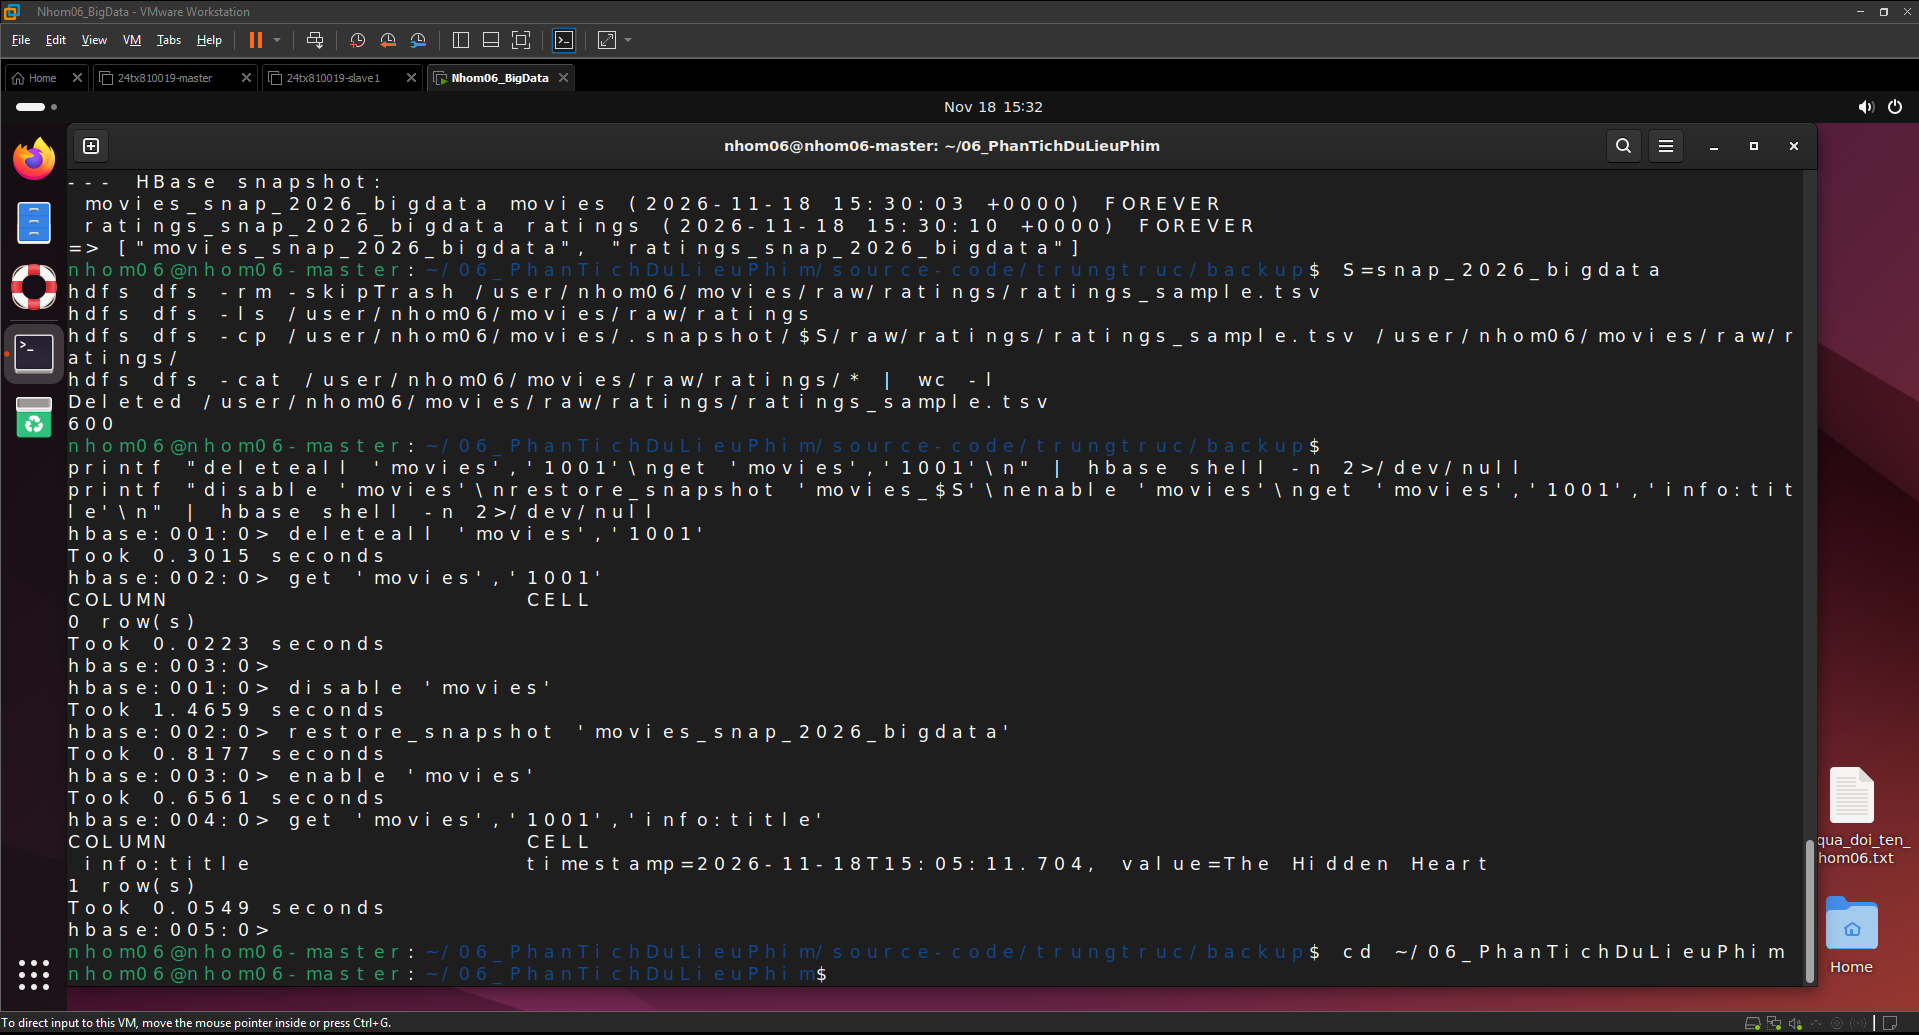 Nhom06_BigData - VMware Workstation
File Edit View VM Tabs Help
Home 24tx810019-master 24tx810019-slave1 Nhom06_BigData
Nov 18 15:32
nhom06@nhom06-master: ~/06_PhanTichDuLieuPhim
--- HBase snapshot:
movies_snap_2026_bigdata movies (2026-11-18 15:30:03 +0000) FOREVER
ratings_snap_2026_bigdata ratings (2026-11-18 15:30:10 +0000) FOREVER
=> ["movies_snap_2026_bigdata", "ratings_snap_2026_bigdata"]
nhom06@nhom06-master:~/06_PhanTichDuLieuPhim/source-code/trungtruc/backup$ S=snap_2026_bigdata
hdfs dfs -rm -skipTrash /user/nhom06/movies/raw/ratings/ratings_sample.tsv
hdfs dfs -ls /user/nhom06/movies/raw/ratings
hdfs dfs -cp /user/nhom06/movies/.snapshot/$S/raw/ratings/ratings_sample.tsv /user/nhom06/movies/raw/r
atings/
hdfs dfs -cat /user/nhom06/movies/raw/ratings/* | wc -l
Deleted /user/nhom06/movies/raw/ratings/ratings_sample.tsv
600
nhom06@nhom06-master:~/06_PhanTichDuLieuPhim/source-code/trungtruc/backup$
printf "deleteall 'movies','1001'\nget 'movies','1001'\n" | hbase shell -n 2>/dev/null
printf "disable 'movies'\nrestore_snapshot 'movies_$S'\nenable 'movies'\nget 'movies','1001','info:tit
le'\n" | hbase shell -n 2>/dev/null
hbase:001:0> deleteall 'movies','1001'
Took 0.3015 seconds
hbase:002:0> get 'movies','1001'
COLUMN CELL
0 row(s)
Took 0.0223 seconds
hbase:003:0>
hbase:001:0> disable 'movies'
Took 1.4659 seconds
hbase:002:0> restore_snapshot 'movies_snap_2026_bigdata'
Took 0.8177 seconds
hbase:003:0> enable 'movies'
Took 0.6561 seconds
hbase:004:0> get 'movies','1001','info:title'
COLUMN CELL
info:title timestamp=2026-11-18T15:05:11.704, value=The Hidden Heart
1 row(s)
Took 0.0549 seconds
hbase:005:0>
nhom06@nhom06-master:~/06_PhanTichDuLieuPhim/source-code/trungtruc/backup$ cd ~/06_PhanTichDuLieuPhim
nhom06@nhom06-master:~/06_PhanTichDuLieuPhim$
qua_doi_ten_
hom06.txt
Home
To direct input to this VM, move the mouse pointer inside or press Ctrl+G.